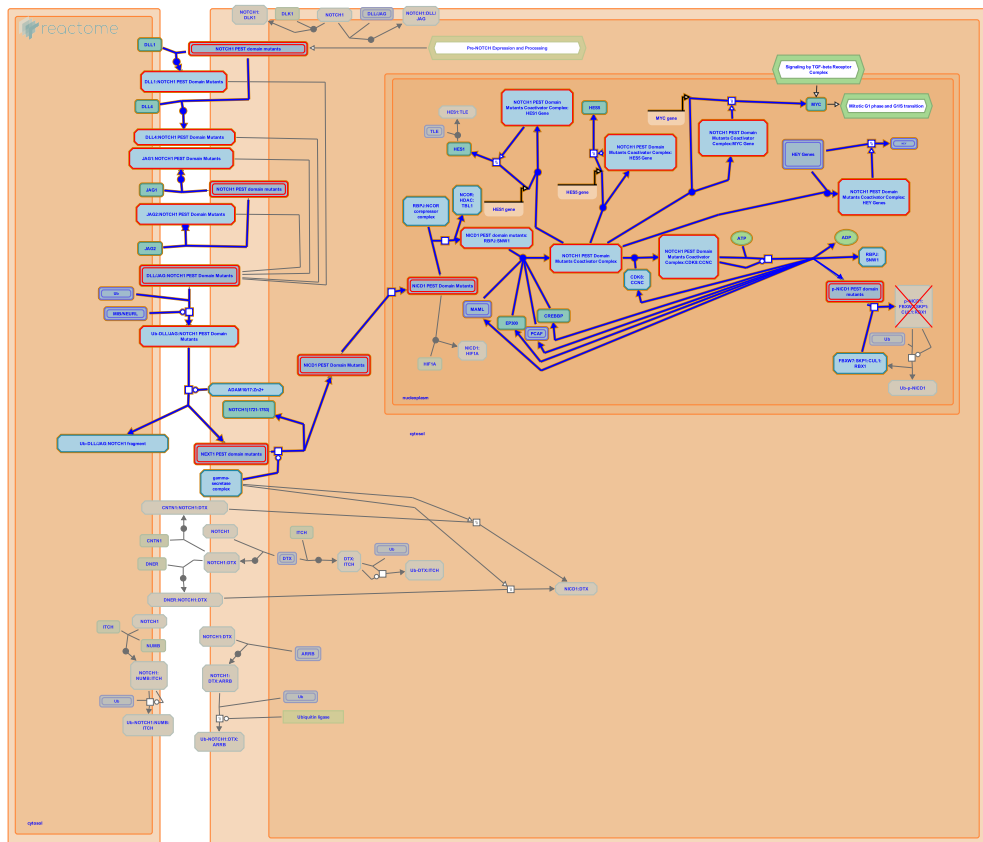 reactome
NOTCH1:
DLK1
DLK1
NOTCH1
DLL/JAG
NOTCH1:DLL/
JAG
DLL1
NOTCH1 PEST domain mutants
Pre-NOTCH Expression and Processing
DLL1:NOTCH1 PEST Domain Mutants
DLL4
DLL4:NOTCH1 PEST Domain Mutants
JAG1:NOTCH1 PEST Domain Mutants
JAG1
NOTCH1 PEST domain mutants
JAG2:NOTCH1 PEST Domain Mutants
JAG2
DLL/JAG:NOTCH1 PEST Domain Mutants
Ub
MIB/NEURL
Ub-DLL/JAG:NOTCH1 PEST Domain
Mutants
ADAM10/17:Zn2+
NOTCH1(1721-1753)
Ub-DLL/JAG:NOTCH1 fragment
NEXT1 PEST domain mutants
gamma-
secretase
complex
NICD1 PEST Domain Mutants
Signaling by TGF-beta Receptor
Complex
MYC
Mitotic G1 phase and G1/S transition
HES1:TLE
TLE
HES1
NOTCH1 PEST Domain
Mutants Coactivator Complex:
HES1 Gene
HES1 gene
HES5
NOTCH1 PEST Domain
Mutants Coactivator Complex:
HES5 Gene
HES5 gene
MYC gene
NOTCH1 PEST Domain
Mutants Coactivator
Complex:MYC Gene
HEY Genes
NOTCH1 PEST Domain
Mutants Coactivator Complex:
HEY Genes
RBPJ:NCOR
corepressor
complex
NCOR:
HDAC:
TBL1
NICD1 PEST domain mutants:
RBPJ:SNW1
NOTCH1 PEST Domain
Mutants Coactivator Complex
NOTCH1 PEST Domain
Mutants Coactivator
Complex:CDK8:CCNC
CDK8:
CCNC
ATP
ADP
RBPJ:
SNW1
NICD1 PEST Domain Mutants
MAML
EP300
PCAF
CREBBP
p-NICD1 PEST domain
mutants
p-NICD1:
FBXW7:SKP1:
CUL1:RBX1
Ub
FBXW7:SKP1:CUL1:
RBX1
Ub-p-NICD1
HIF1A
NICD1:
HIF1A
nucleoplasm
cytosol
CNTN1:NOTCH1:DTX
CNTN1
NOTCH1
DNER
NOTCH1:DTX
DTX
ITCH
DTX:
ITCH
Ub
Ub-DTX:ITCH
DNER:NOTCH1:DTX
NICD1:DTX
ITCH
NOTCH1
NUMB
NOTCH1:
NUMB:ITCH
Ub
Ub-NOTCH1:NUMB:
ITCH
NOTCH1:DTX
ARRB
NOTCH1:
DTX:ARRB
Ub
Ubiquitin ligase
Ub-NOTCH1:DTX:
ARRB
cytosol